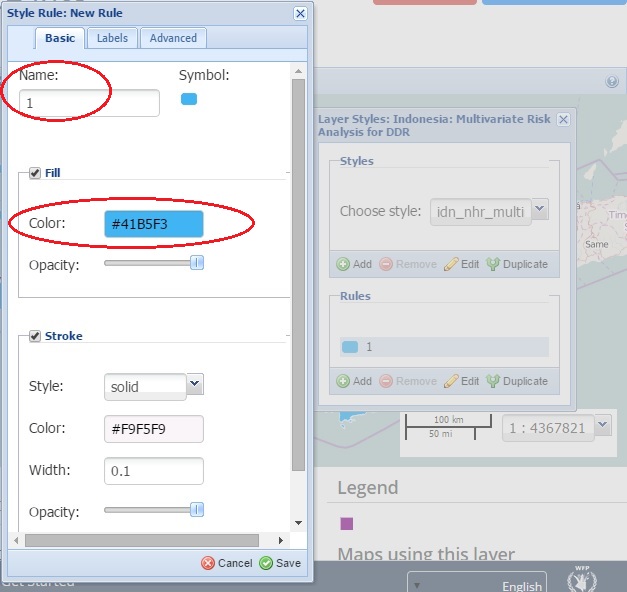 Style Rule: New Rule
Basic
Labels
Advanced
Name:
Symbol:
1
Fill
Color:
#41B5F3
Opacity:
Stroke
Style:
solid
Color:
#F9F5F9
Width:
0.1
Opacity:
Cancel
Save
Layer Styles: Indonesia: Multivariate Risk
Analysis for DDR
Styles
Choose style:
idn_nhr_multi
Add
Remove
Edit
Duplicate
Rules
1
Add
Remove
Edit
Duplicate
Same
100 km
50 mi
1 : 4367821
Legend
Maps using this layer
Get Started
English
WFP